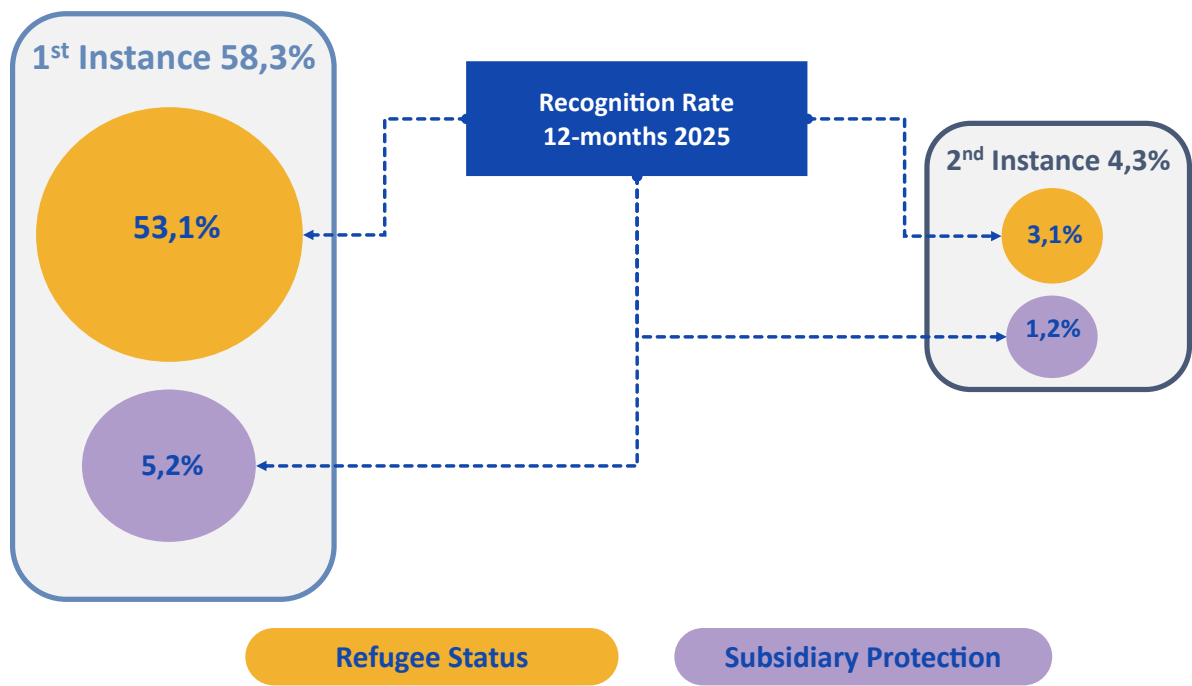 1st Instance 58,3%
53,1%
5,2%
Recognition Rate
12-months 2025
2nd Instance 4,3%
3,1%
1,2%
Refugee Status
Subsidiary Protection